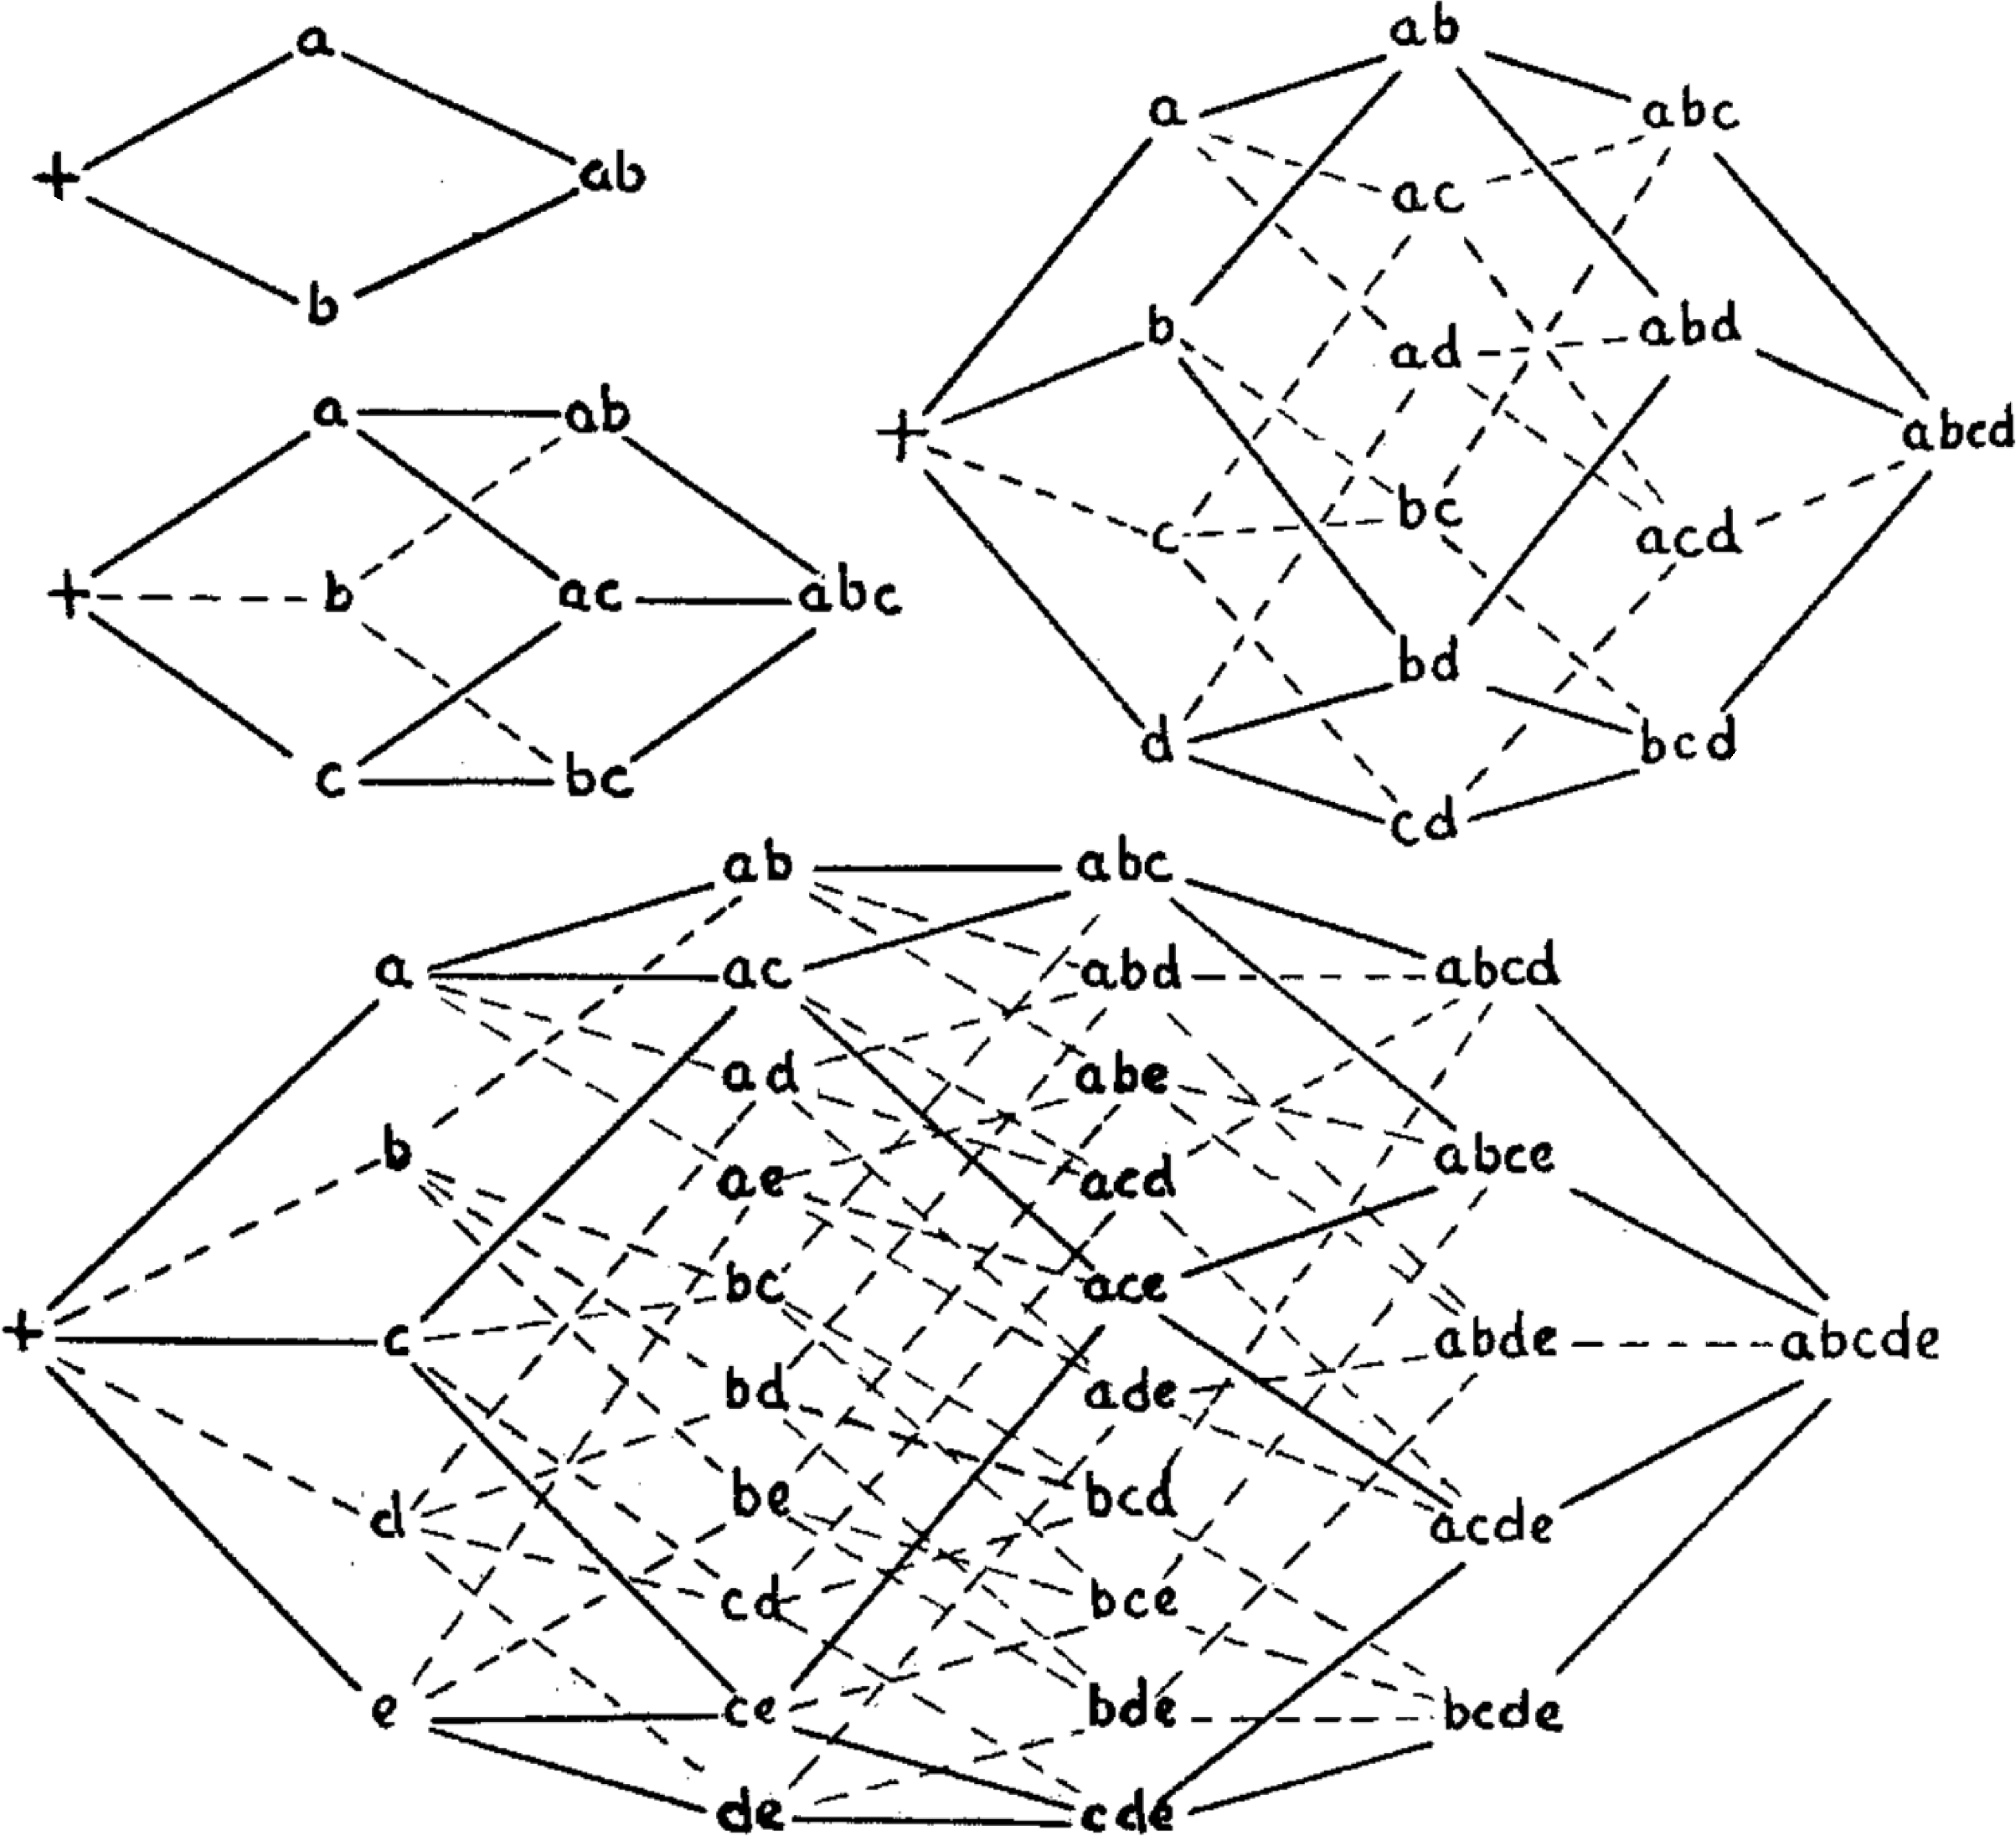 a
+ ab
b
a ab
+ b ac abc
c bc
ab
a abc
ac
b ad abd
+ abcd
c bc acd
bd
d bcd
cd
ab abc
a ac abd abcd
ad abe
b ae acd abce
bc ace
+ c abde abcde
bd ade
d be bcd acde
cd bce
e ce bde bcde
de cde